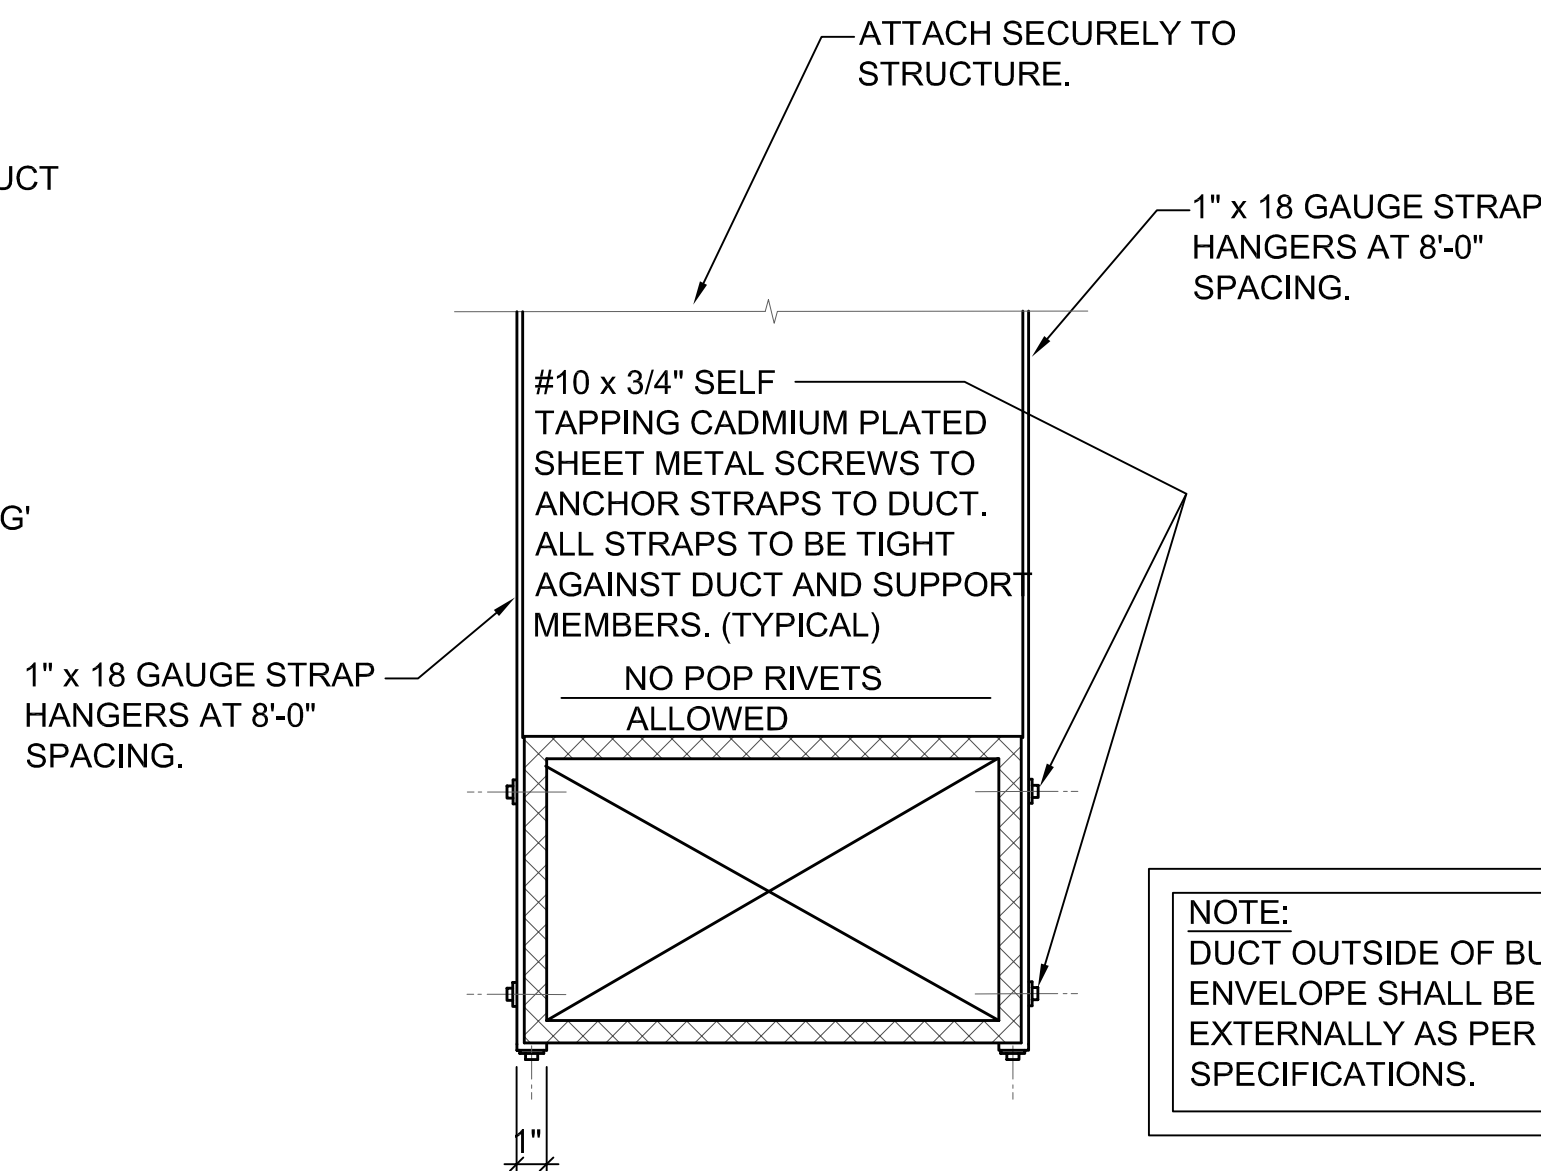 ATTACH SECURELY TO
STRUCTURE.
UCT
1" x 18 GAUGE STRAP
HANGERS AT 8'-0"
SPACING.
#10 x 3/4" SELF
TAPPING CADMIUM PLATED
SHEET METAL SCREWS TO
ANCHOR STRAPS TO DUCT.
ALL STRAPS TO BE TIGHT
AGAINST DUCT AND SUPPORT
MEMBERS. (TYPICAL)
NO POP RIVETS
ALLOWED
G'
1" x 18 GAUGE STRAP
HANGERS AT 8'-0"
SPACING.
NOTE:
DUCT OUTSIDE OF BU
ENVELOPE SHALL BE
EXTERNALLY AS PER
SPECIFICATIONS.
1"